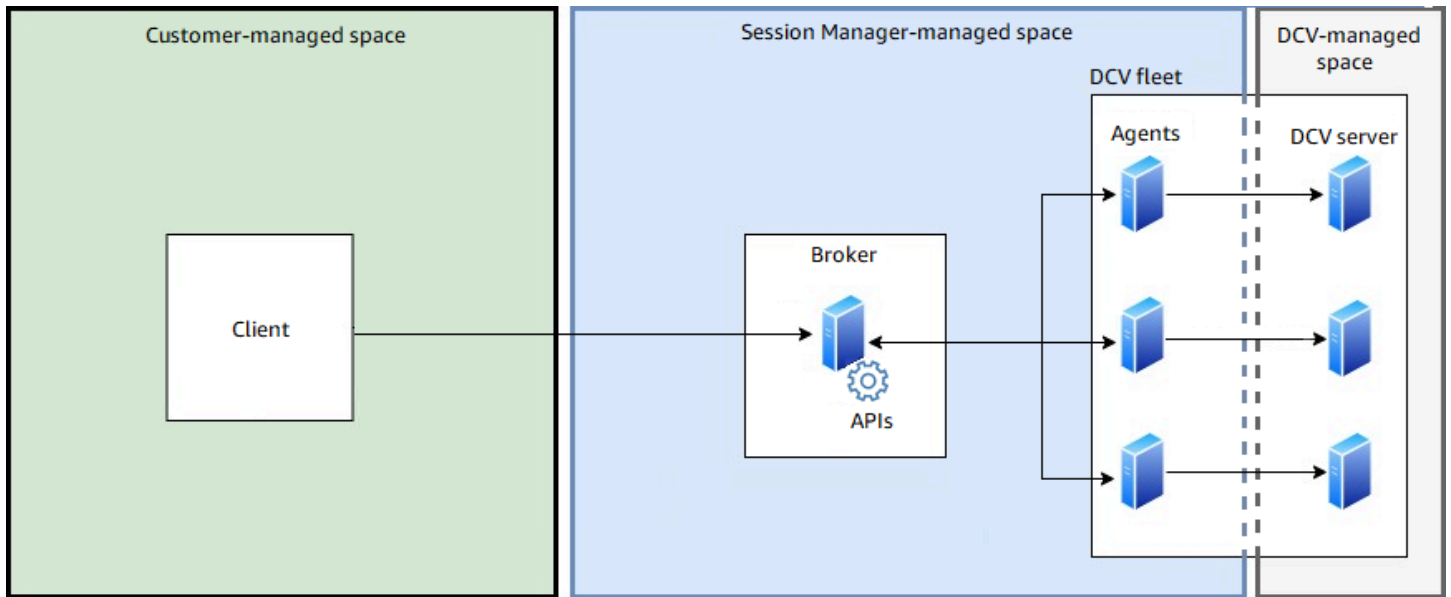 Customer-managed space
Session Manager-managed space
DCV-managed
space
DCV fleet
Agents
DCV server
Broker
Client
APIs